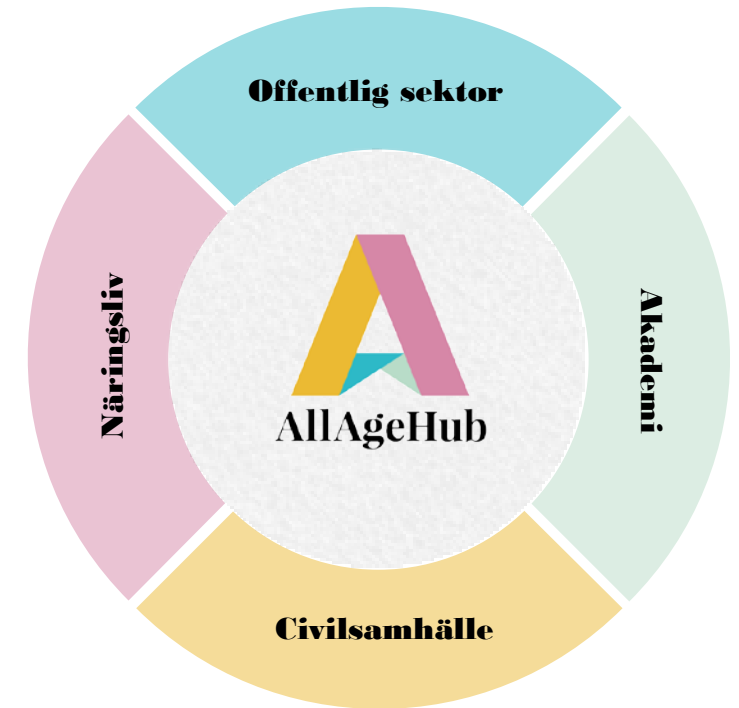 Offentlig sektor
Näringsliv
Akademi
AllAgeHub
Civilsamhälle